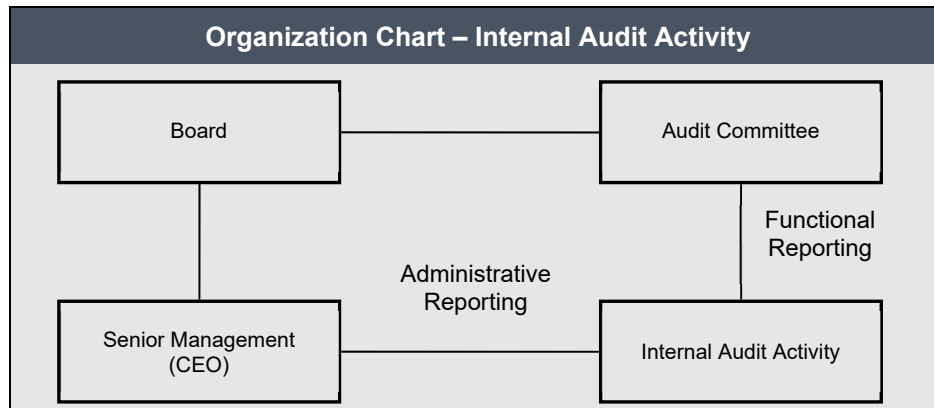 Organization Chart – Internal Audit Activity
Board
Audit Committee
Functional
Reporting
Administrative
Reporting
Senior Management
(CEO)
Internal Audit Activity